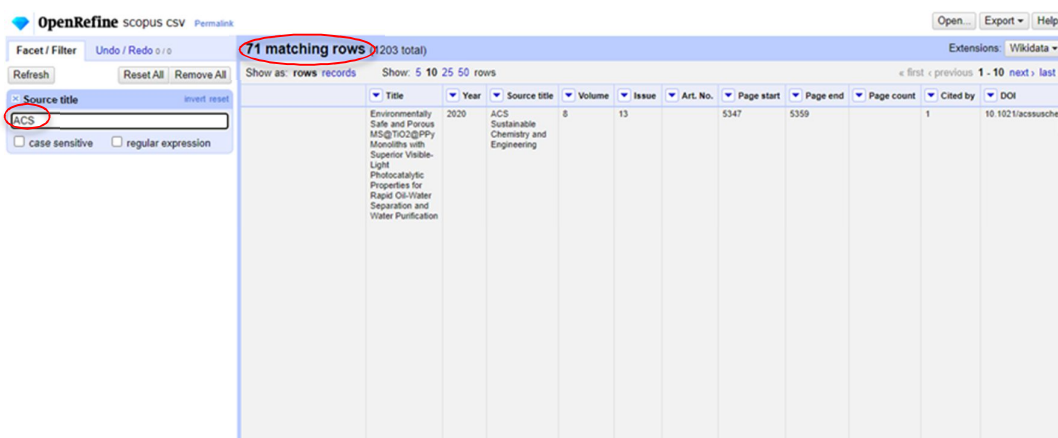 OpenRefine scopus csv Permalink
Open... Export Help
Facet / Filter Undo / Redo 0 / 0
71 matching rows (1203 total)
Extensions: Wikidata
Refresh Reset All Remove All
Show as: rows records Show: 5 10 25 50 rows
« first ‹ previous 1 - 10 next › last
× Source title invert reset
ACS
case sensitive regular expression
Title Year Source title Volume Issue Art. No. Page start Page end Page count Cited by DOI
Environmentally
Safe and Porous
MS@TiO2@PPy
Monoliths with
Superior Visible-
Light
Photocatalytic
Properties for
Rapid Oil-Water
Separation and
Water Purification
2020
ACS
Sustainable
Chemistry and
Engineering
8
13
5347
5359
1
10.1021/acssusche